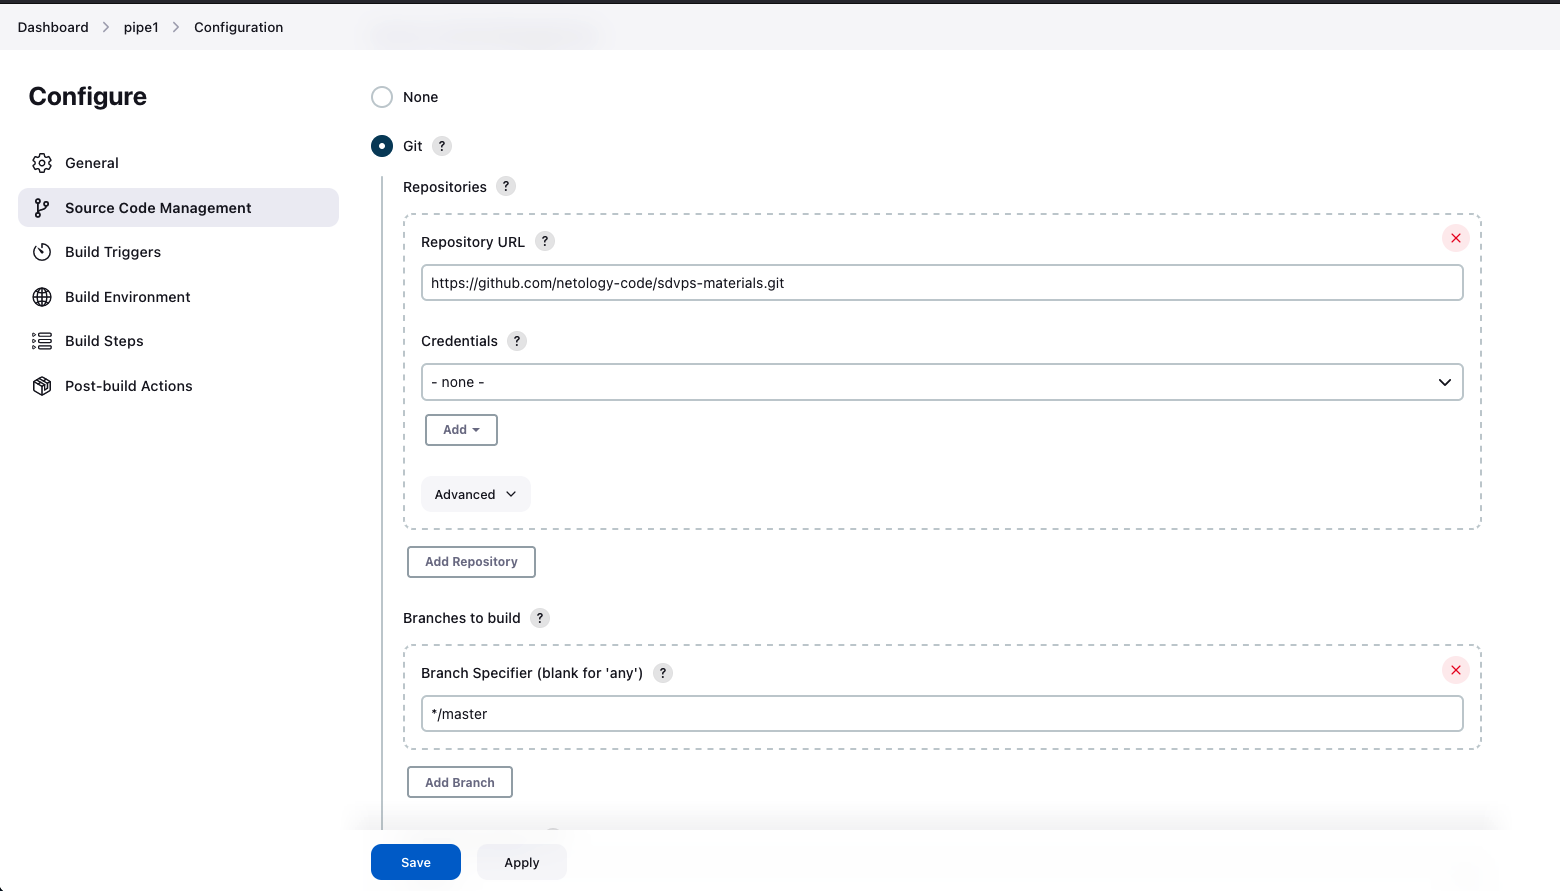 Dashboard > pipe1 > Configuration
Configure
General
Source Code Management
Build Triggers
Build Environment
Build Steps
Post-build Actions
None
Git ?
Repositories ?
Repository URL ?
https://github.com/netology-code/sdvps-materials.git
Credentials ?
- none -
Add
Advanced
Add Repository
Branches to build ?
Branch Specifier (blank for 'any') ?
*/master
Add Branch
Save
Apply